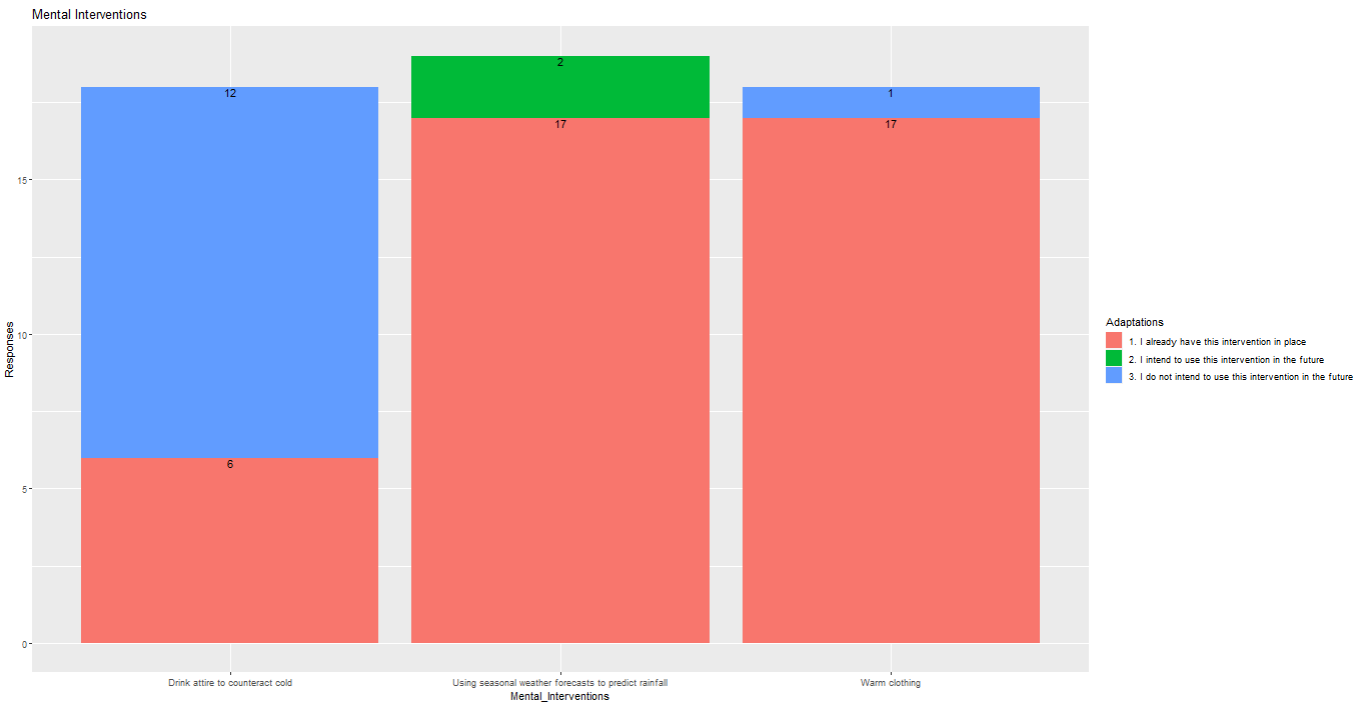 Mental Interventions
Responses
15
10
5
0
12
6
2
17
1
17
Drink attire to counteract cold
Using seasonal weather forecasts to predict rainfall
Warm clothing
Mental_Interventions
Adaptations
1. I already have this intervention in place
2. I intend to use this intervention in the future
3. I do not intend to use this intervention in the future